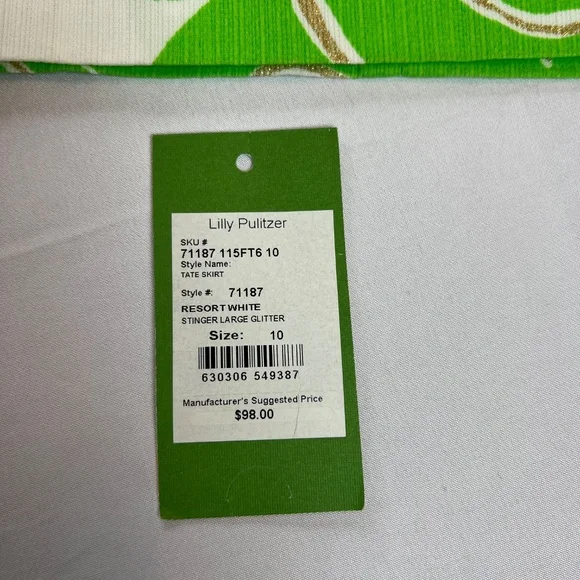 Lilly Pulitzer
SKU #
71187 115FT6 10
Style Name:
TATE SKIRT
Style #: 71187
RESORT WHITE
STINGER LARGE GLITTER
Size: 10
630306 549387
Manufacturer's Suggested Price
$98.00